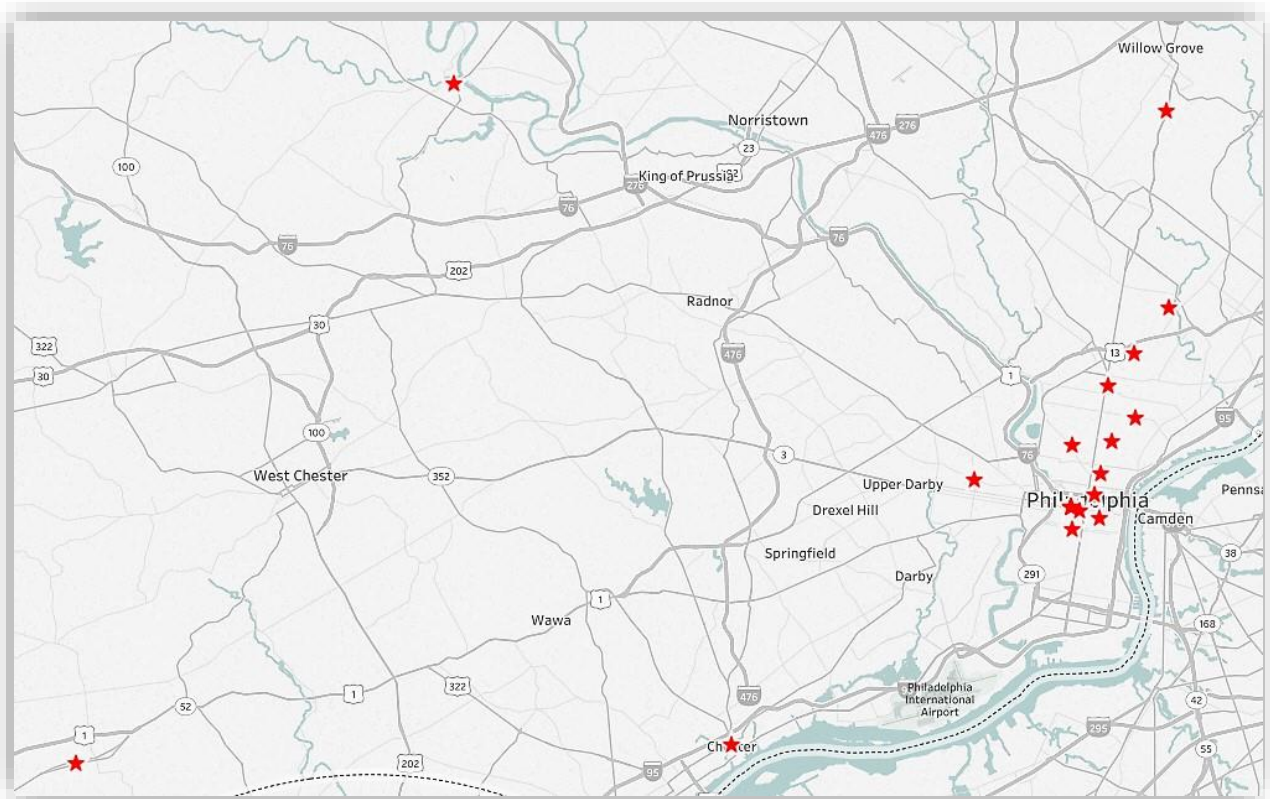 Willow Grove
Norristown
276
476
23
100
King of Prussia
276
76
76
76
202
Radnor
30
322
476
13
30
1
95
100
3
76
West Chester
352
Upper Darby
Philadelphia
Pennsa
Drexel Hill
Camden
Springfield
38
Darby
291
1
Wawa
168
322
1
476
Philadelphia
International
Airport
52
42
295
1
Chester
55
202
95